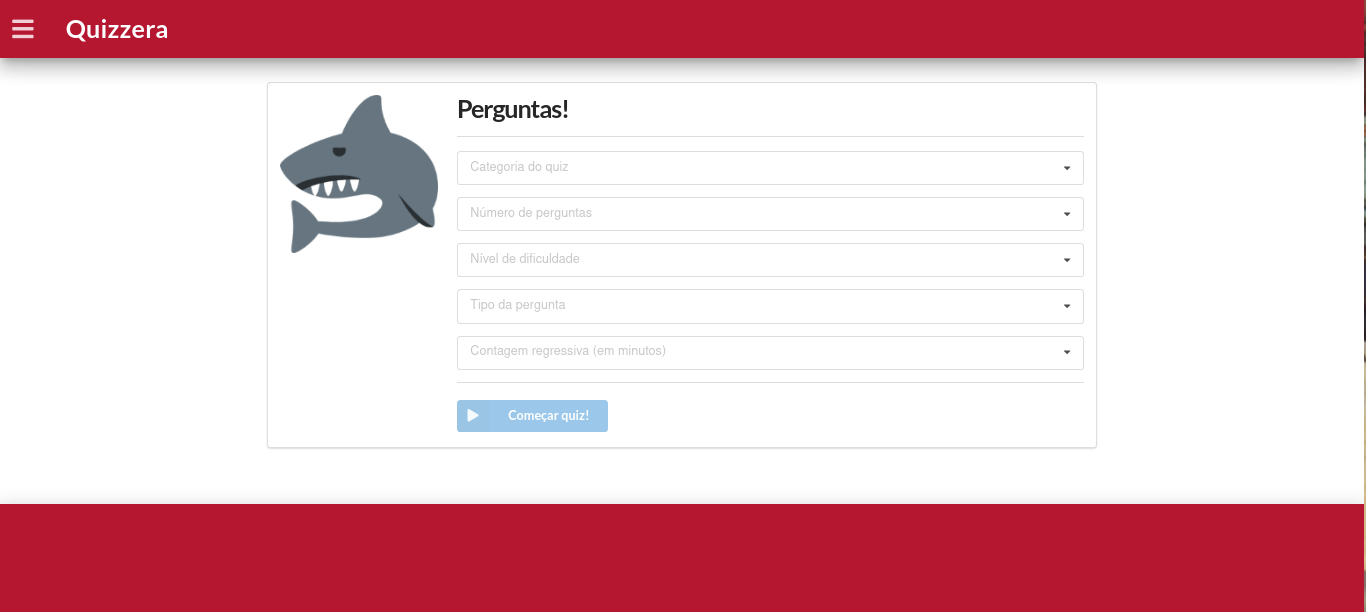 Quizzera
Perguntas!
Categoria do quiz
Número de perguntas
Nível de dificuldade
Tipo da pergunta
Contagem regressiva (em minutos)
Começar quiz!